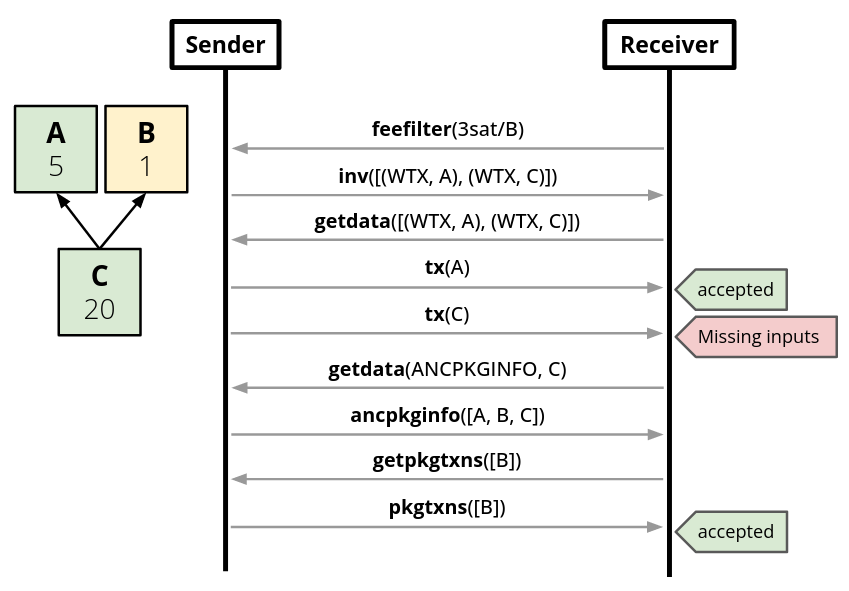 Sender
Receiver
A
5
B
1
C
20
feefilter(3sat/B)
inv([(WTX, A), (WTX, C)])
getdata([(WTX, A), (WTX, C)])
tx(A)
accepted
tx(C)
Missing inputs
getdata(ANCPKGINFO, C)
ancpkginfo([A, B, C])
getpkgtxns([B])
pkgtxns([B])
accepted